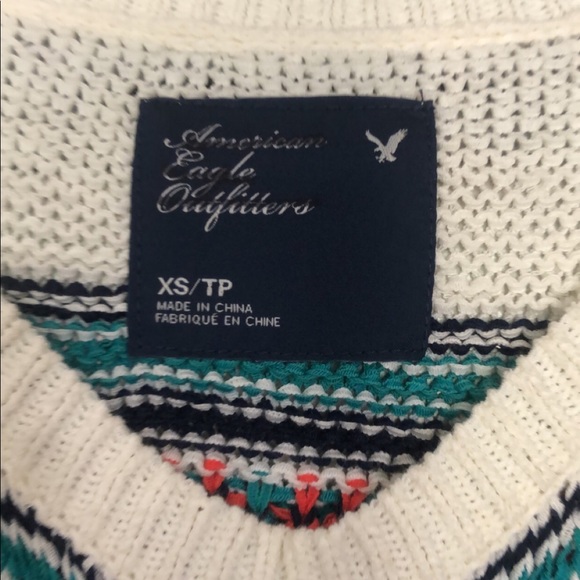 American
Eagle
Outfitters
XS/TP
MADE IN CHINA
FABRIQUÉ EN CHINE